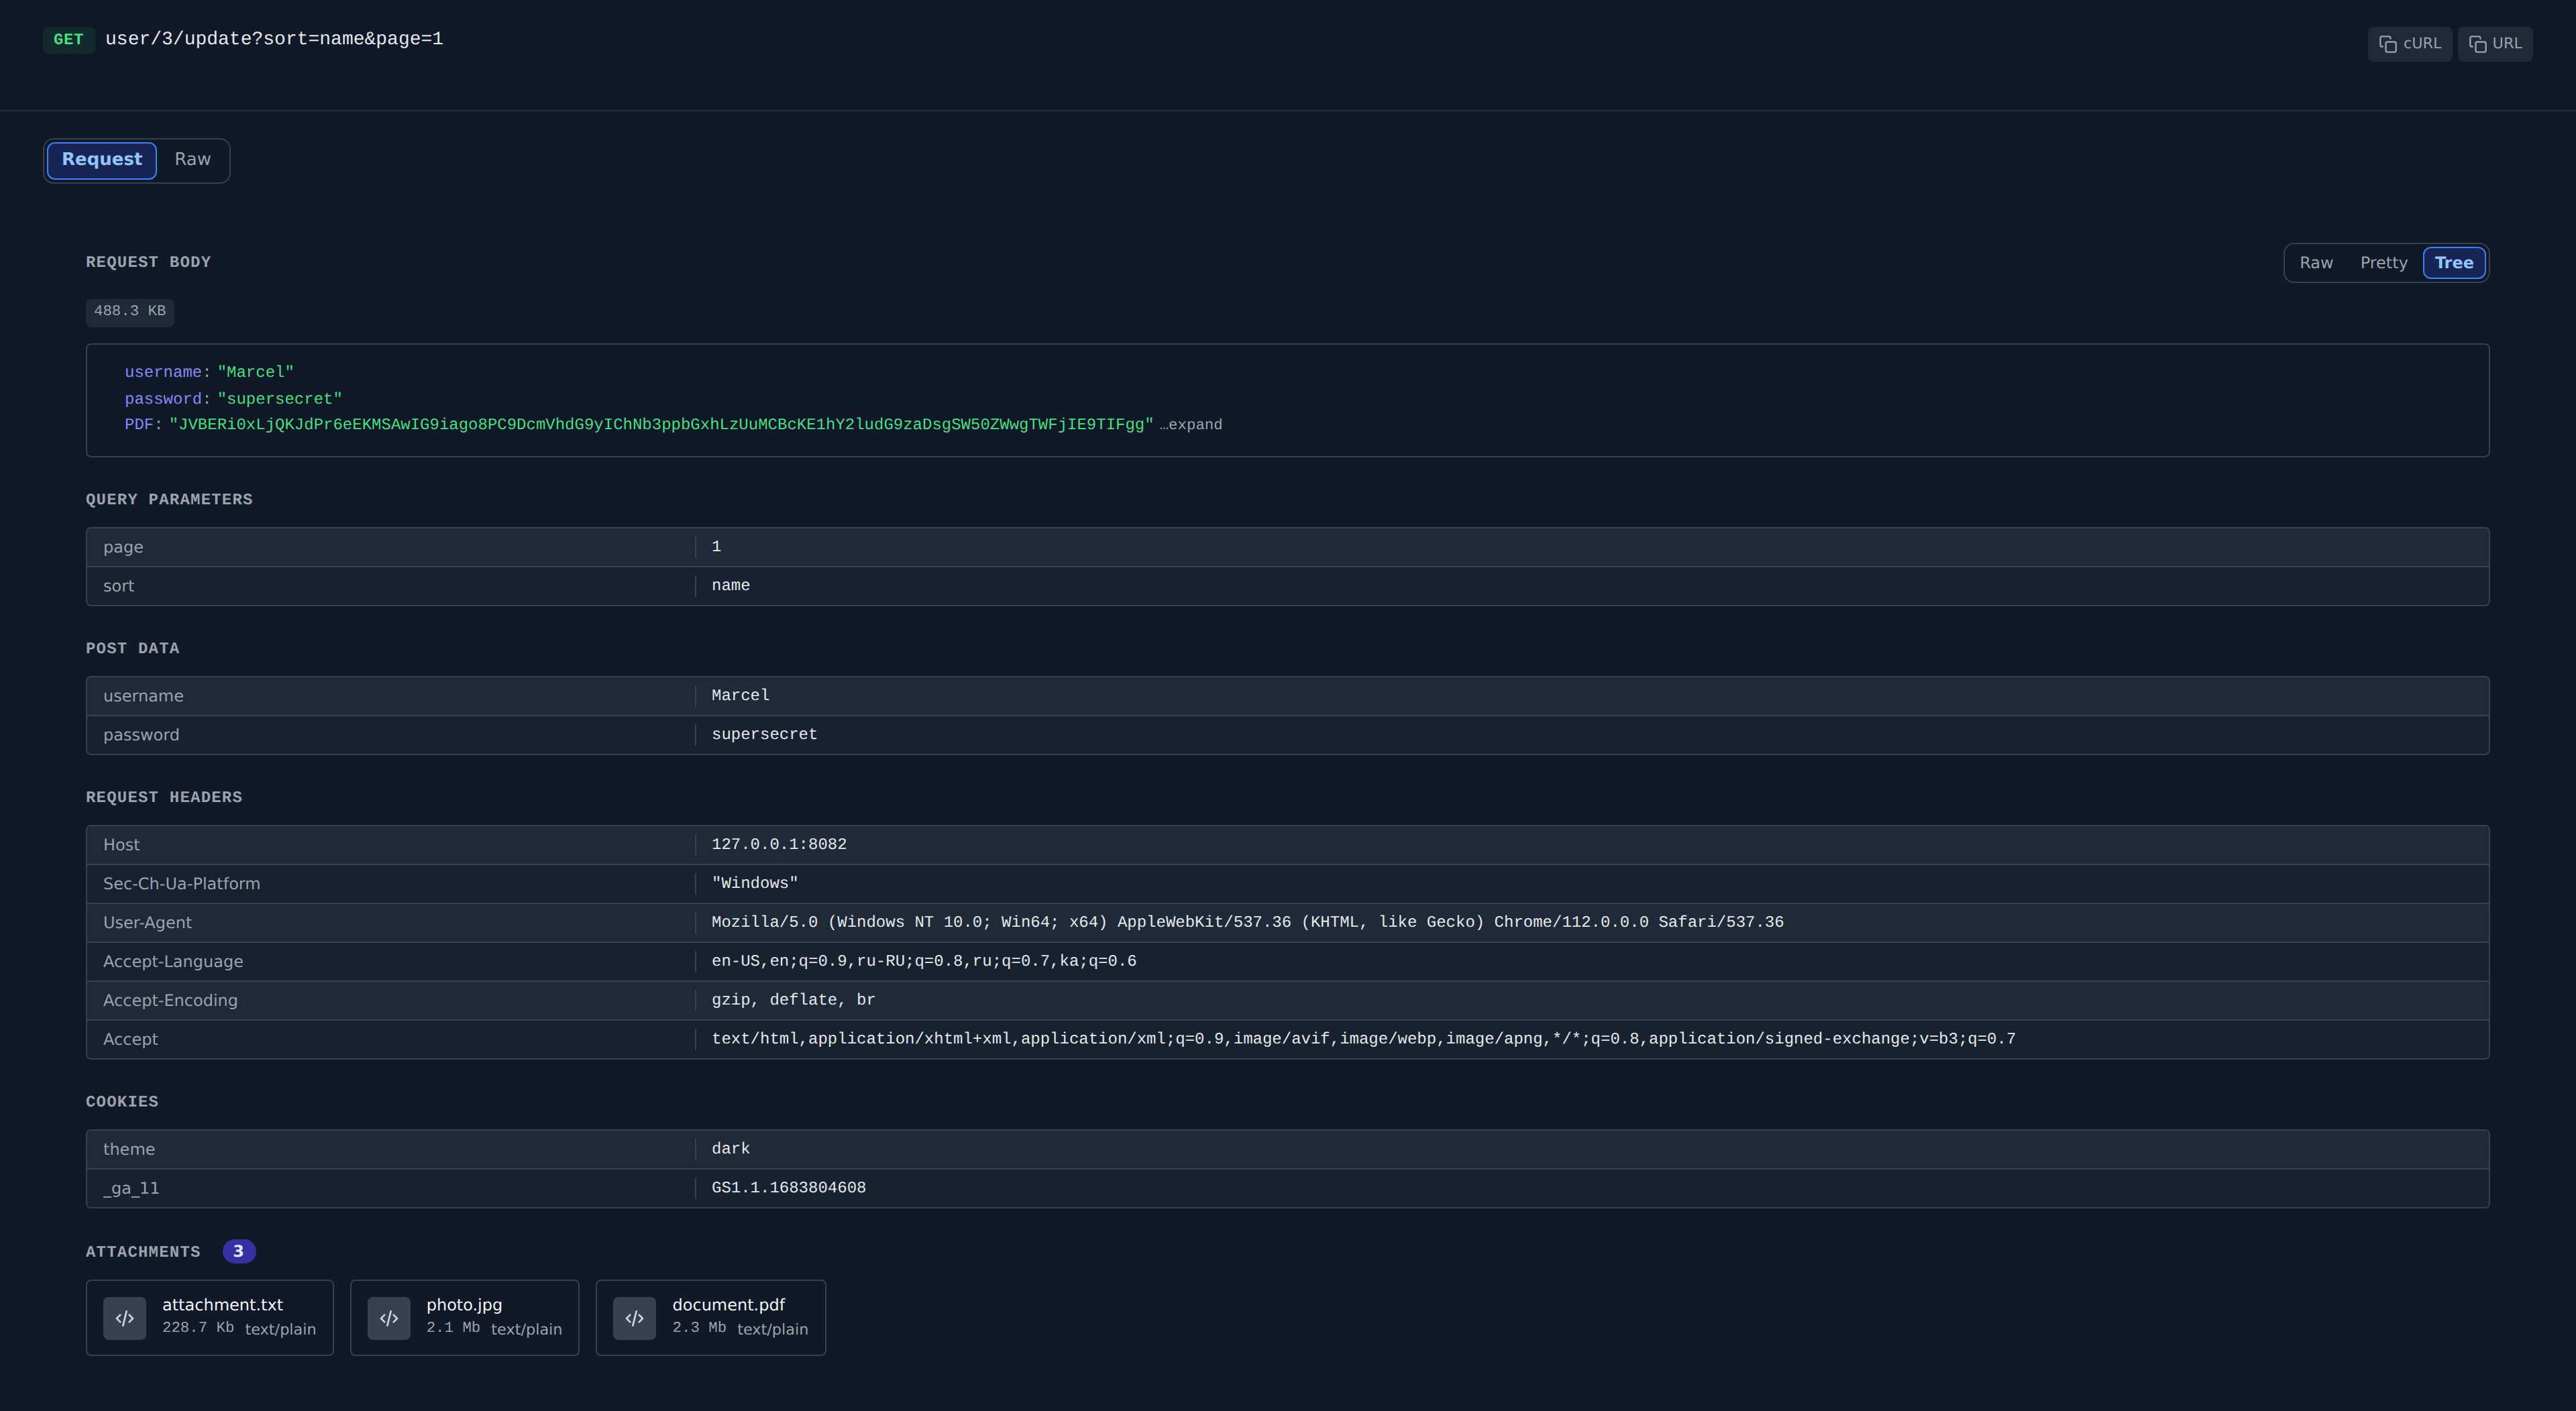 GET user/3/update?sort=name&page=1 cURL URL
Request Raw
REQUEST BODY Raw Pretty Tree
488.3 KB
username: "Marcel"
password: "supersecret"
PDF: "JVBERi0xLjQKJdPr6eEKMSAwIG9iago8PC9DcmVhdG9yIChNb3ppbGxhLzUuMCBcKE1hY2ludG9zaDsgSW50ZWwgTWFjIE9TIFgg" …expand
QUERY PARAMETERS
page 1
sort name
POST DATA
username Marcel
password supersecret
REQUEST HEADERS
Host 127.0.0.1:8082
Sec-Ch-Ua-Platform "Windows"
User-Agent Mozilla/5.0 (Windows NT 10.0; Win64; x64) AppleWebKit/537.36 (KHTML, like Gecko) Chrome/112.0.0.0 Safari/537.36
Accept-Language en-US,en;q=0.9,ru-RU;q=0.8,ru;q=0.7,ka;q=0.6
Accept-Encoding gzip, deflate, br
Accept text/html,application/xhtml+xml,application/xml;q=0.9,image/avif,image/webp,image/apng,*/*;q=0.8,application/signed-exchange;v=b3;q=0.7
COOKIES
theme dark
_ga_11 GS1.1.1683804608
ATTACHMENTS 3
attachment.txt
228.7 Kb text/plain
photo.jpg
2.1 Mb text/plain
document.pdf
2.3 Mb text/plain